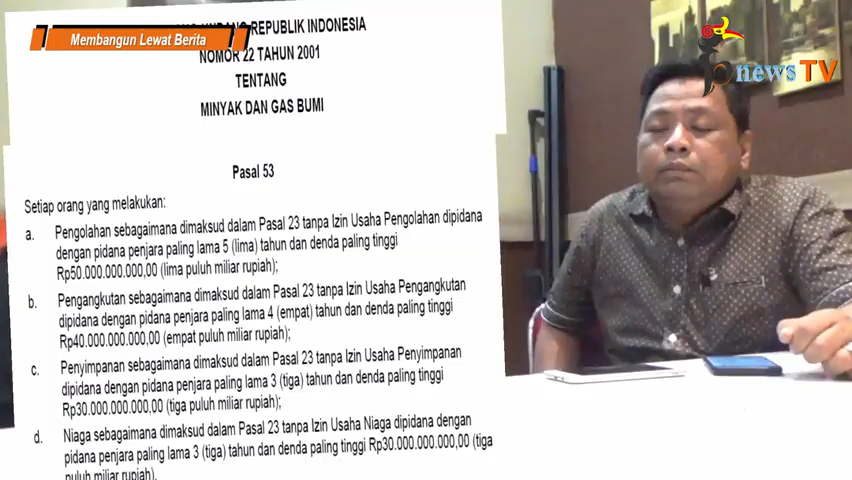 Membangun Lewat Berita
REPUBLIK INDONESIA
NOMOR 22 TAHUN 2001
TENTANG
MINYAK DAN GAS BUMI
newsTV
Pasal 53
Setiap orang yang melakukan:
a. Pengolahan sebagaimana dimaksud dalam Pasal 23 tanpa Izin Usaha Pengolahan dipidana
dengan pidana penjara paling lama 5 (lima) tahun dan denda paling tinggi
Rp50.000.000.000,00 (lima puluh miliar rupiah);
b. Pengangkutan sebagaimana dimaksud dalam Pasal 23 tanpa Izin Usaha Pengangkutan
dipidana dengan pidana penjara paling lama 4 (empat) tahun dan denda paling tinggi
Rp40.000.000.000,00 (empat puluh miliar rupiah);
c. Penyimpanan sebagaimana dimaksud dalam Pasal 23 tanpa Izin Usaha Penyimpanan
dipidana dengan pidana penjara paling lama 3 (tiga) tahun dan denda paling tinggi
Rp30.000.000.000,00 (tiga puluh miliar rupiah);
d. Niaga sebagaimana dimaksud dalam Pasal 23 tanpa Izin Usaha Niaga dipidana dengan
pidana penjara paling lama 3 (tiga) tahun dan denda paling tinggi Rp30.000.000.000,00 (tiga
puluh miliar rupiah).